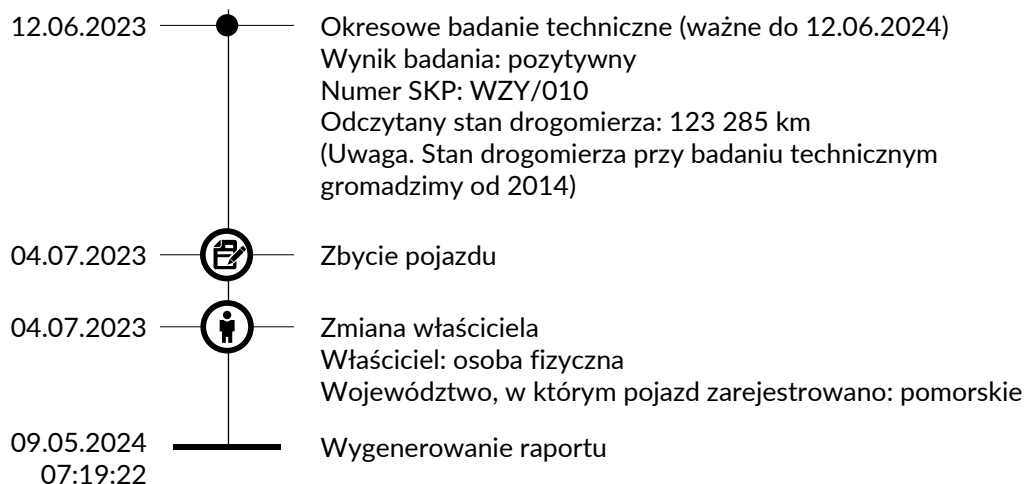 12.06.2023 Okresowe badanie techniczne (ważne do 12.06.2024)
Wynik badania: pozytywny
Numer SKP: WZY/010
Odczytany stan drogomierza: 123 285 km
(Uwaga. Stan drogomierza przy badaniu technicznym
gromadzimy od 2014)
04.07.2023 Zbycie pojazdu
04.07.2023 Zmiana właściciela
Właściciel: osoba fizyczna
Województwo, w którym pojazd zarejestrowano: pomorskie
09.05.2024 Wygenerowanie raportu
07:19:22